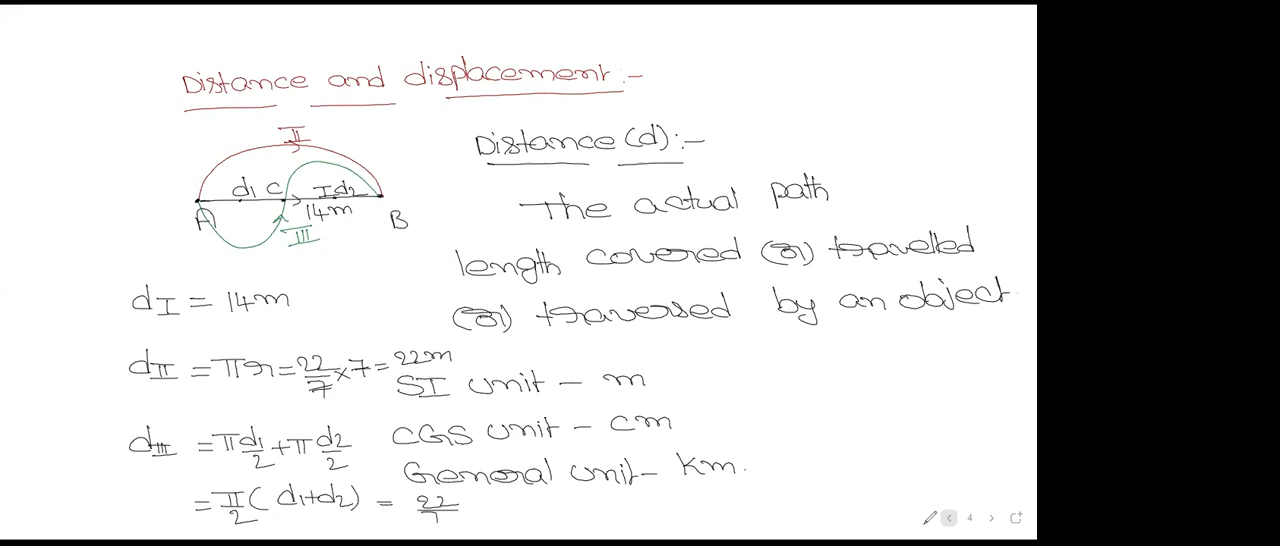 Distance and displacement :-
II
d1 C I d2
A 14m B
III
Distance (d) :-
The actual path
length covered (or) travelled
(or) traversed by an object
dI = 14m
dII = πr = 22/7 × 7 = 22m
SI unit - m
dIII = πd1/2 + πd2/2
CGS unit - cm
General unit - km.
= π/2 (d1+d2) = 22/7
4